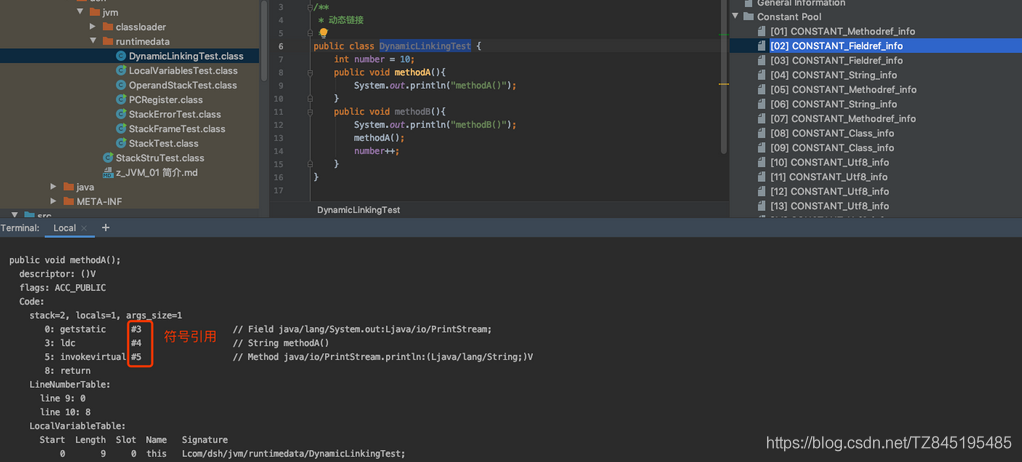 jvm
classloader
runtimedata
DynamicLinkingTest.class
LocalVariablesTest.class
OperandStackTest.class
PCRegister.class
StackErrorTest.class
StackFrameTest.class
StackTest.class
StackStruTest.class
z_JVM_01 简介.md
java
META-INF
src
3 /**
4 * 动态链接
5
6 public class DynamicLinkingTest {
7 int number = 10;
8 public void methodA(){
9 System.out.println("methodA()");
10 }
11 public void methodB(){
12 System.out.println("methodB()");
13 methodA();
14 number++;
15 }
16 }
17
DynamicLinkingTest
General Information
Constant Pool
[01] CONSTANT_Methodref_info
[02] CONSTANT_Fieldref_info
[03] CONSTANT_Fieldref_info
[04] CONSTANT_String_info
[05] CONSTANT_Methodref_info
[06] CONSTANT_String_info
[07] CONSTANT_Methodref_info
[08] CONSTANT_Class_info
[09] CONSTANT_Class_info
[10] CONSTANT_Utf8_info
[11] CONSTANT_Utf8_info
[12] CONSTANT_Utf8_info
[13] CONSTANT_Utf8_info
Terminal: Local × +
public void methodA();
descriptor: ()V
flags: ACC_PUBLIC
Code:
stack=2, locals=1, args_size=1
0: getstatic #3 // Field java/lang/System.out:Ljava/io/PrintStream;
符号引用
3: ldc #4 // String methodA()
5: invokevirtual #5 // Method java/io/PrintStream.println:(Ljava/lang/String;)V
8: return
LineNumberTable:
line 9: 0
line 10: 8
LocalVariableTable:
Start Length Slot Name Signature
0 9 0 this Lcom/dsh/jvm/runtimedata/DynamicLinkingTest;
https://blog.csdn.net/TZ845195485